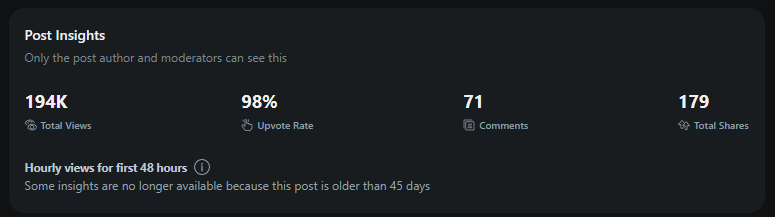 Post Insights
Only the post author and moderators can see this
194K 98% 71 179
Total Views Upvote Rate Comments Total Shares
Hourly views for first 48 hours
Some insights are no longer available because this post is older than 45 days